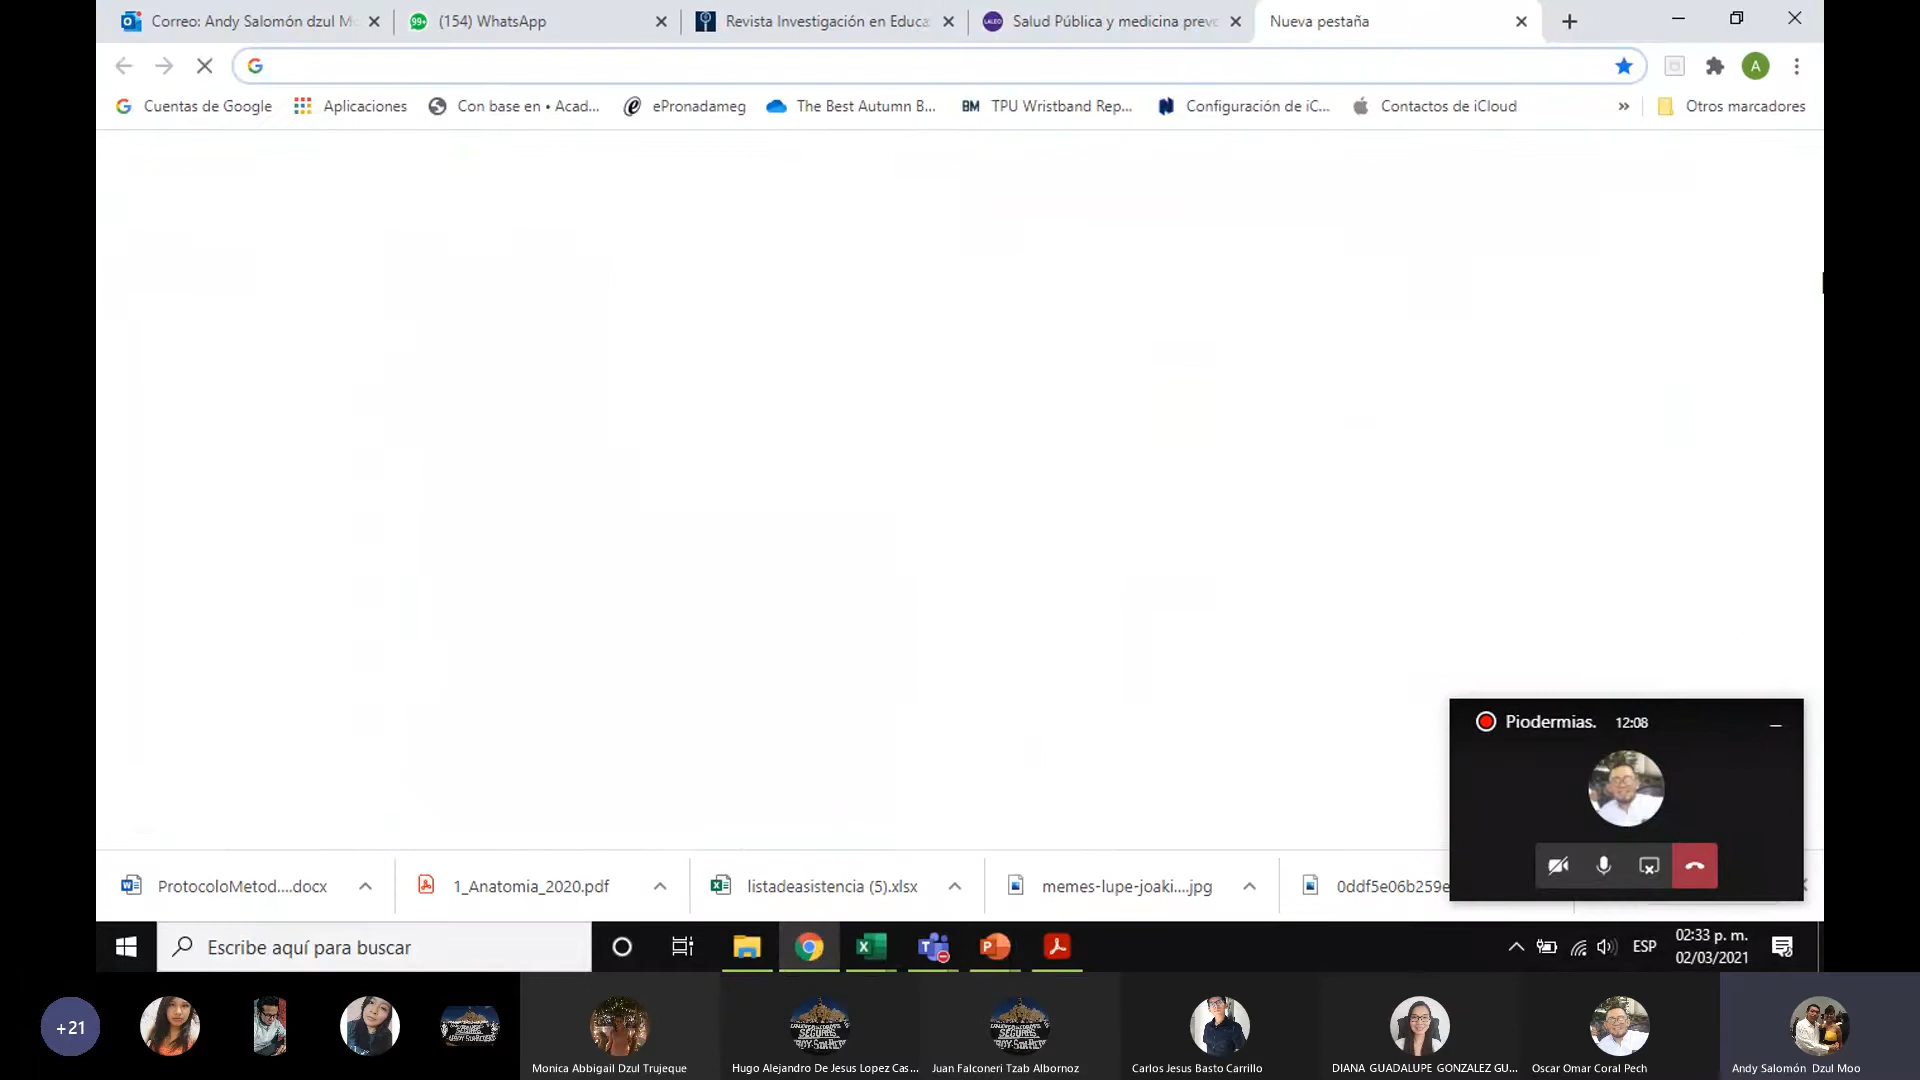 Correo: Andy Salomón dzul M
(154) WhatsApp
Revista Investigación en Educa
Salud Pública y medicina preve
Nueva pestaña
Cuentas de Google
Aplicaciones
Con base en • Acad...
ePronadameg
The Best Autumn B...
TPU Wristband Rep...
Configuración de iC...
Contactos de iCloud
»
Otros marcadores
Piodermias.
12:08
ProtocoloMetod....docx
1_Anatomia_2020.pdf
listadeasistencia (5).xlsx
memes-lupe-joaki....jpg
0ddf5e06b259e
Escribe aquí para buscar
ESP
02:33 p. m.
02/03/2021
+21
Monica Abbigail Dzul Trujeque
Hugo Alejandro De Jesus Lopez Cas...
Juan Falconeri Tzab Albornoz
Carlos Jesus Basto Carrillo
DIANA GUADALUPE GONZALEZ GU...
Oscar Omar Coral Pech
Andy Salomón Dzul Moo